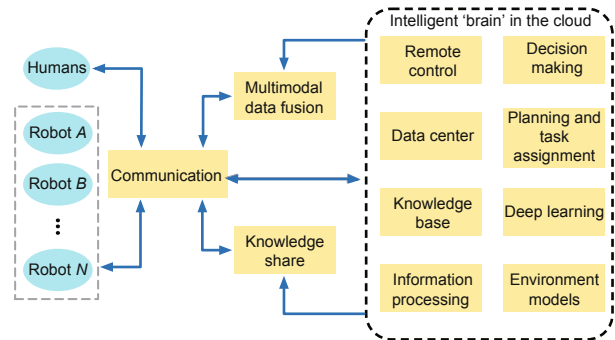 Intelligent ‘brain’ in the cloud
Humans
Robot A
Robot B
Robot N
Communication
Multimodal
data fusion
Knowledge
share
Remote
control
Decision
making
Data center
Planning and
task
assignment
Knowledge
base
Deep learning
Information
processing
Environment
models